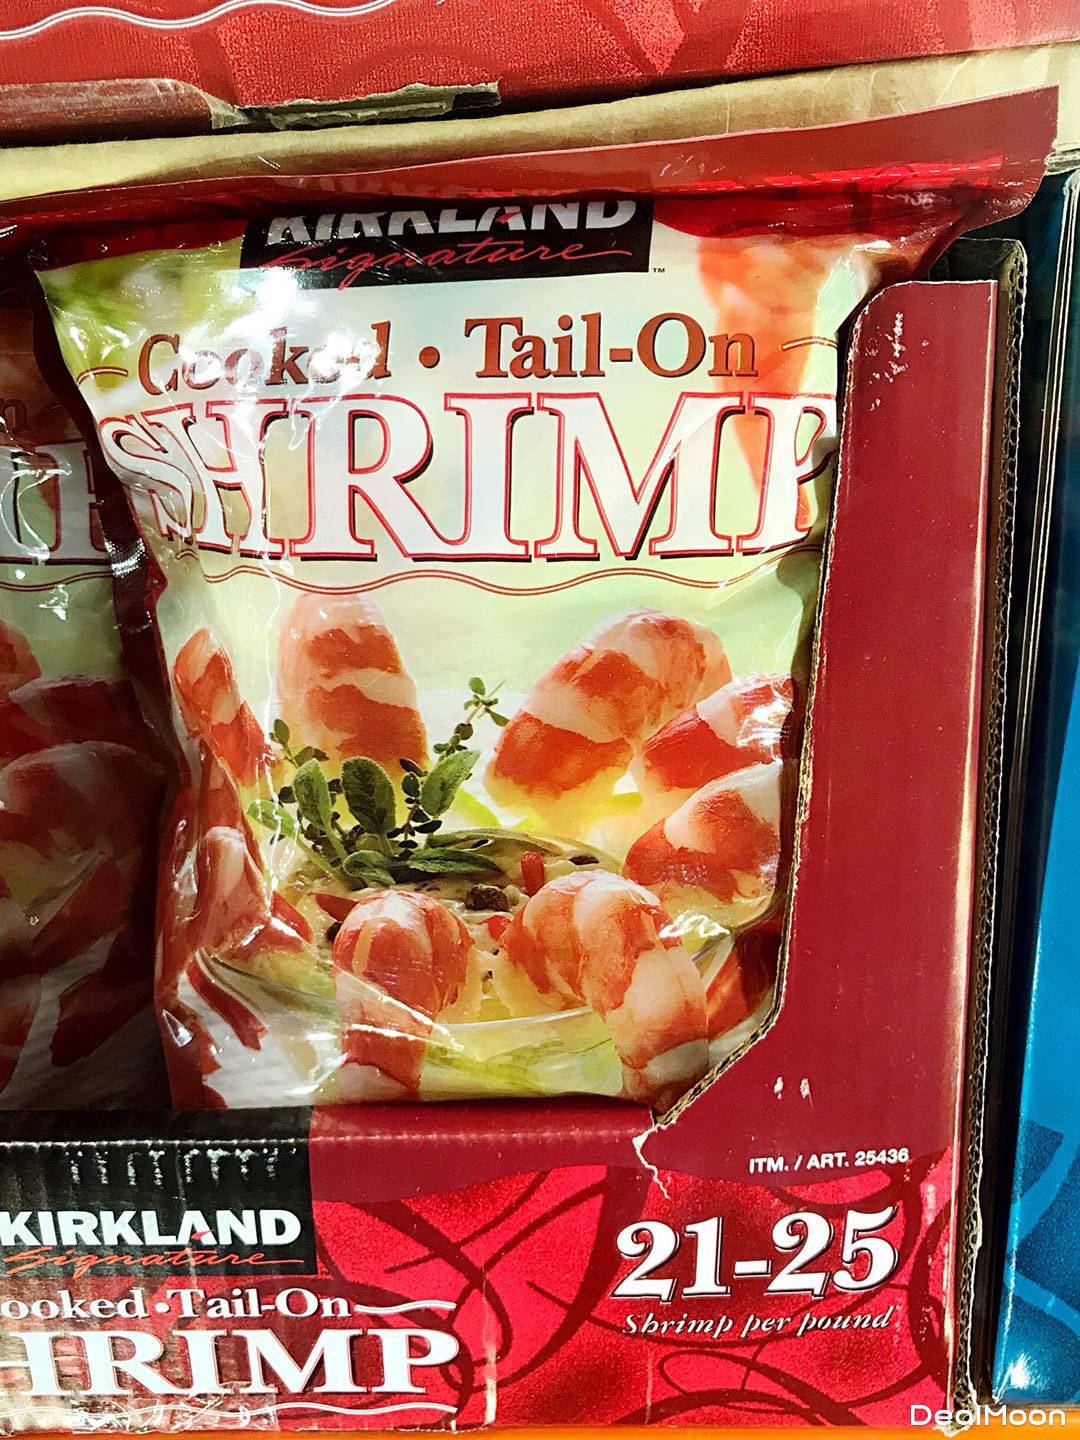 KIRKLAND
Signature™
Cooked • Tail-On
SHRIMP
ITM. / ART. 25436
KIRKLAND
Signature
ooked • Tail-On
HRIMP
21-25
Shrimp per pound
DealMoon